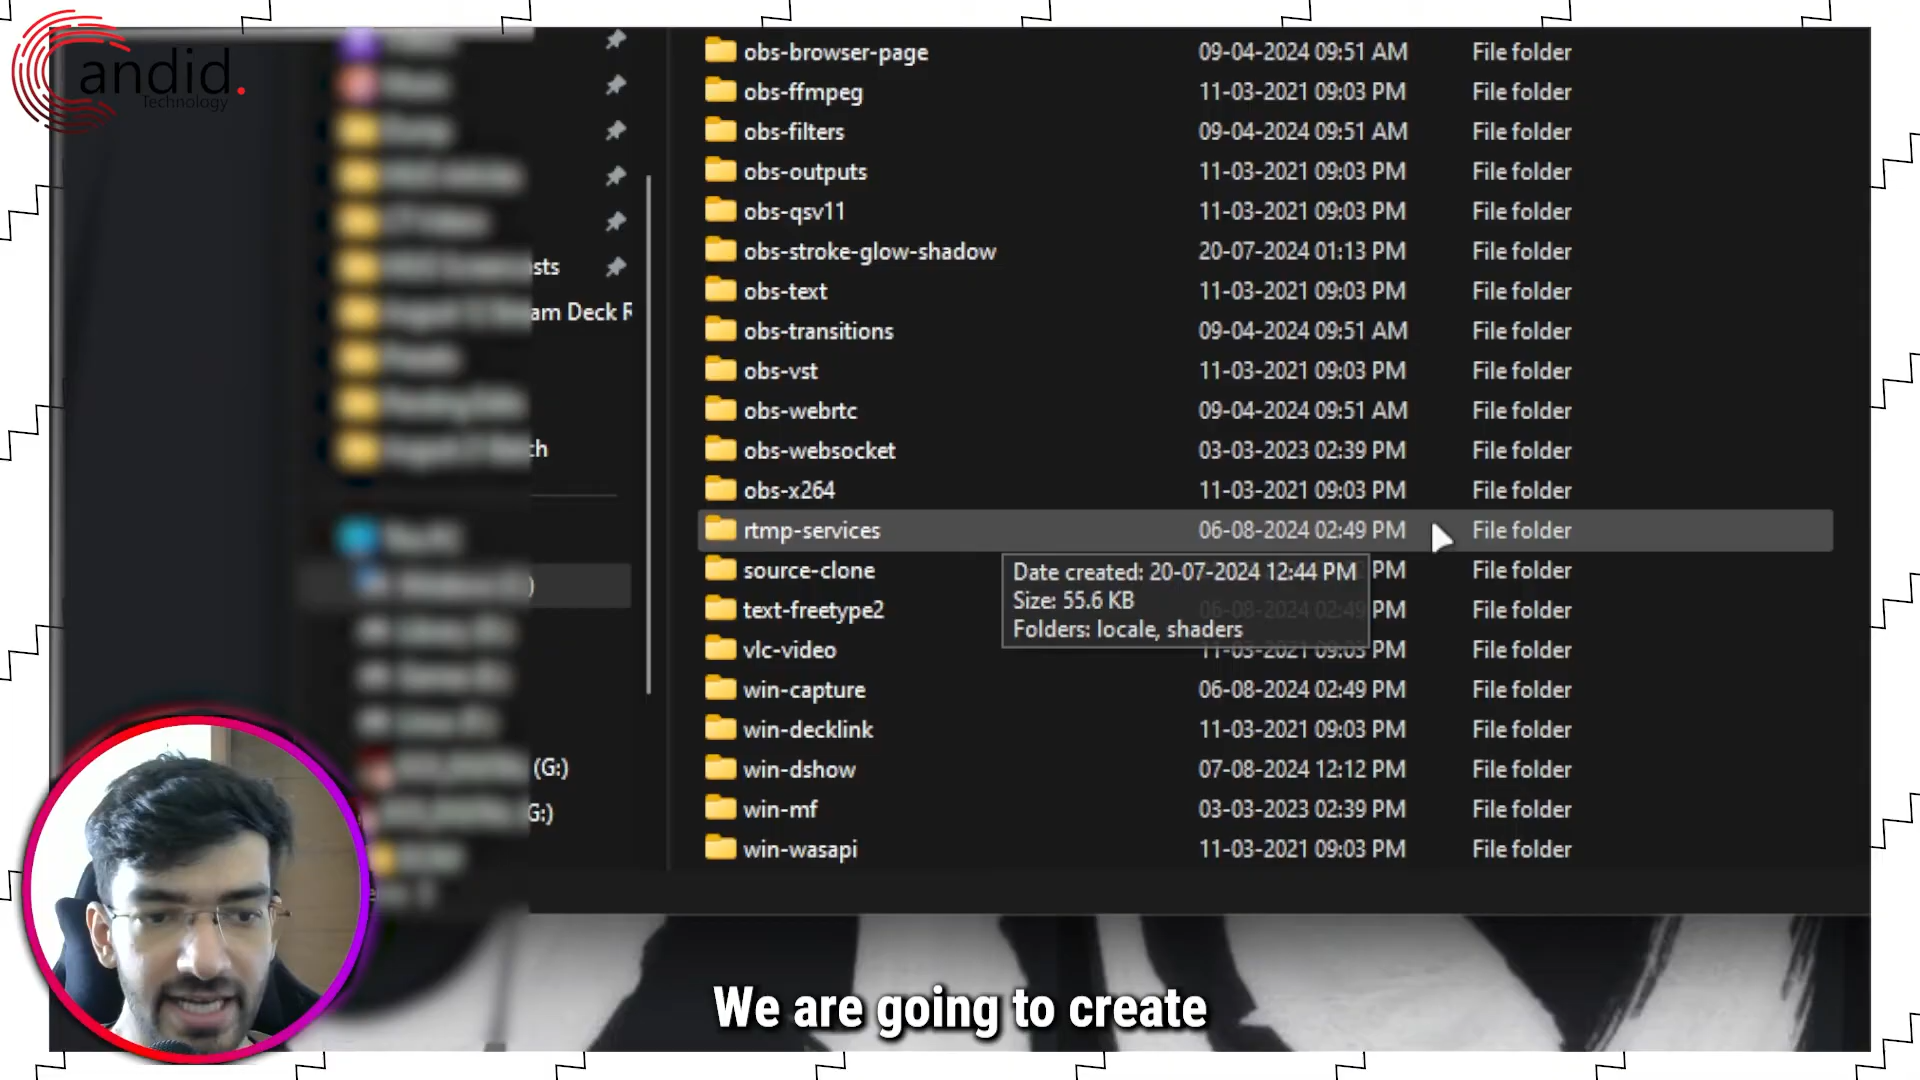 andid.
Technology
obs-browser-page 09-04-2024 09:51 AM File folder
obs-ffmpeg 11-03-2021 09:03 PM File folder
obs-filters 09-04-2024 09:51 AM File folder
obs-outputs 11-03-2021 09:03 PM File folder
obs-qsv11 11-03-2021 09:03 PM File folder
obs-stroke-glow-shadow 20-07-2024 01:13 PM File folder
obs-text 11-03-2021 09:03 PM File folder
obs-transitions 09-04-2024 09:51 AM File folder
obs-vst 11-03-2021 09:03 PM File folder
obs-webrtc 09-04-2024 09:51 AM File folder
obs-websocket 03-03-2023 02:39 PM File folder
obs-x264 11-03-2021 09:03 PM File folder
rtmp-services 06-08-2024 02:49 PM File folder
source-clone PM File folder
text-freetype2 06-08-2024 02:49 PM File folder
vlc-video 11-03-2021 09:03 PM File folder
win-capture 06-08-2024 02:49 PM File folder
win-decklink 11-03-2021 09:03 PM File folder
win-dshow 07-08-2024 12:12 PM File folder
win-mf 03-03-2023 02:39 PM File folder
win-wasapi 11-03-2021 09:03 PM File folder
Date created: 20-07-2024 12:44 PM
Size: 55.6 KB
Folders: locale, shaders
sts
am Deck R
ch
(G:)
G:)
We are going to create